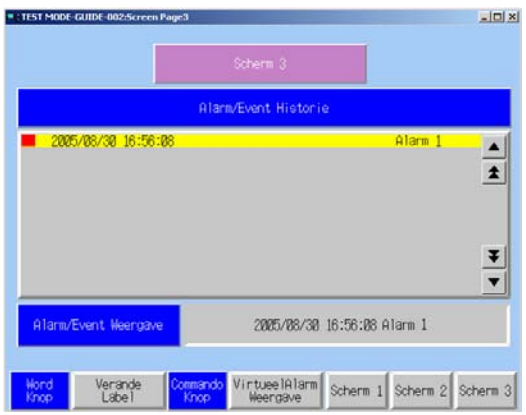 : TEST MODE-GUIDE-002:Screen Page3
Scherm 3
Alarm/Event Historie
2005/08/30 16:56:08 Alarm 1
Alarm/Event Weergave
2005/08/30 16:56:08 Alarm 1
Word
Knop
Verande
Label
Commando
Knop
VirtueelAlarm
Weergave
Scherm 1
Scherm 2
Scherm 3